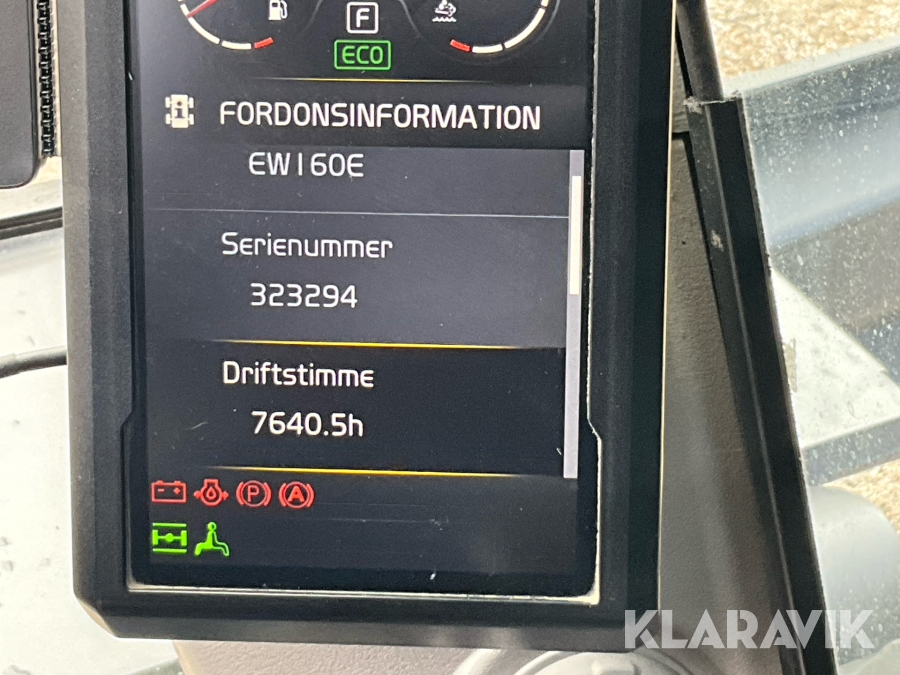 F
ECO
FORDONSINFORMATION
EW160E
Serienummer
323294
Driftstimme
7640.5h
P A
KLARAVIK